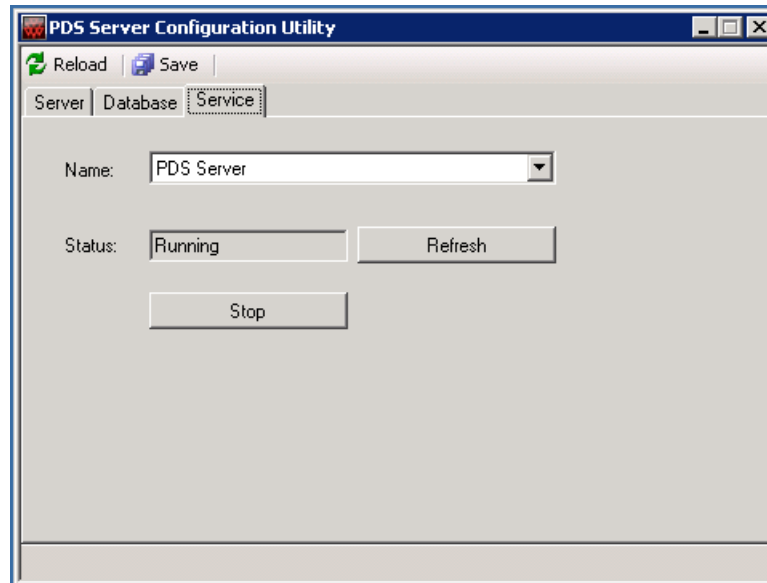 PDS Server Configuration Utility
Reload Save
Server Database Service
Name: PDS Server
Status: Running Refresh
Stop